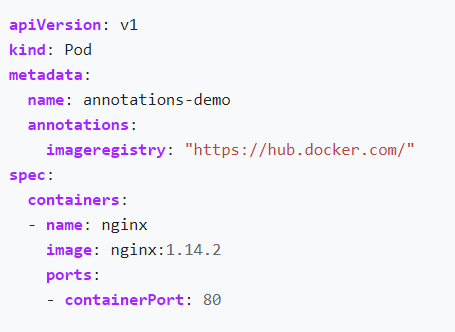 apiVersion: v1
kind: Pod
metadata:
  name: annotations-demo
  annotations:
    imageregistry: "https://hub.docker.com/"
spec:
  containers:
  - name: nginx
    image: nginx:1.14.2
    ports:
    - containerPort: 80